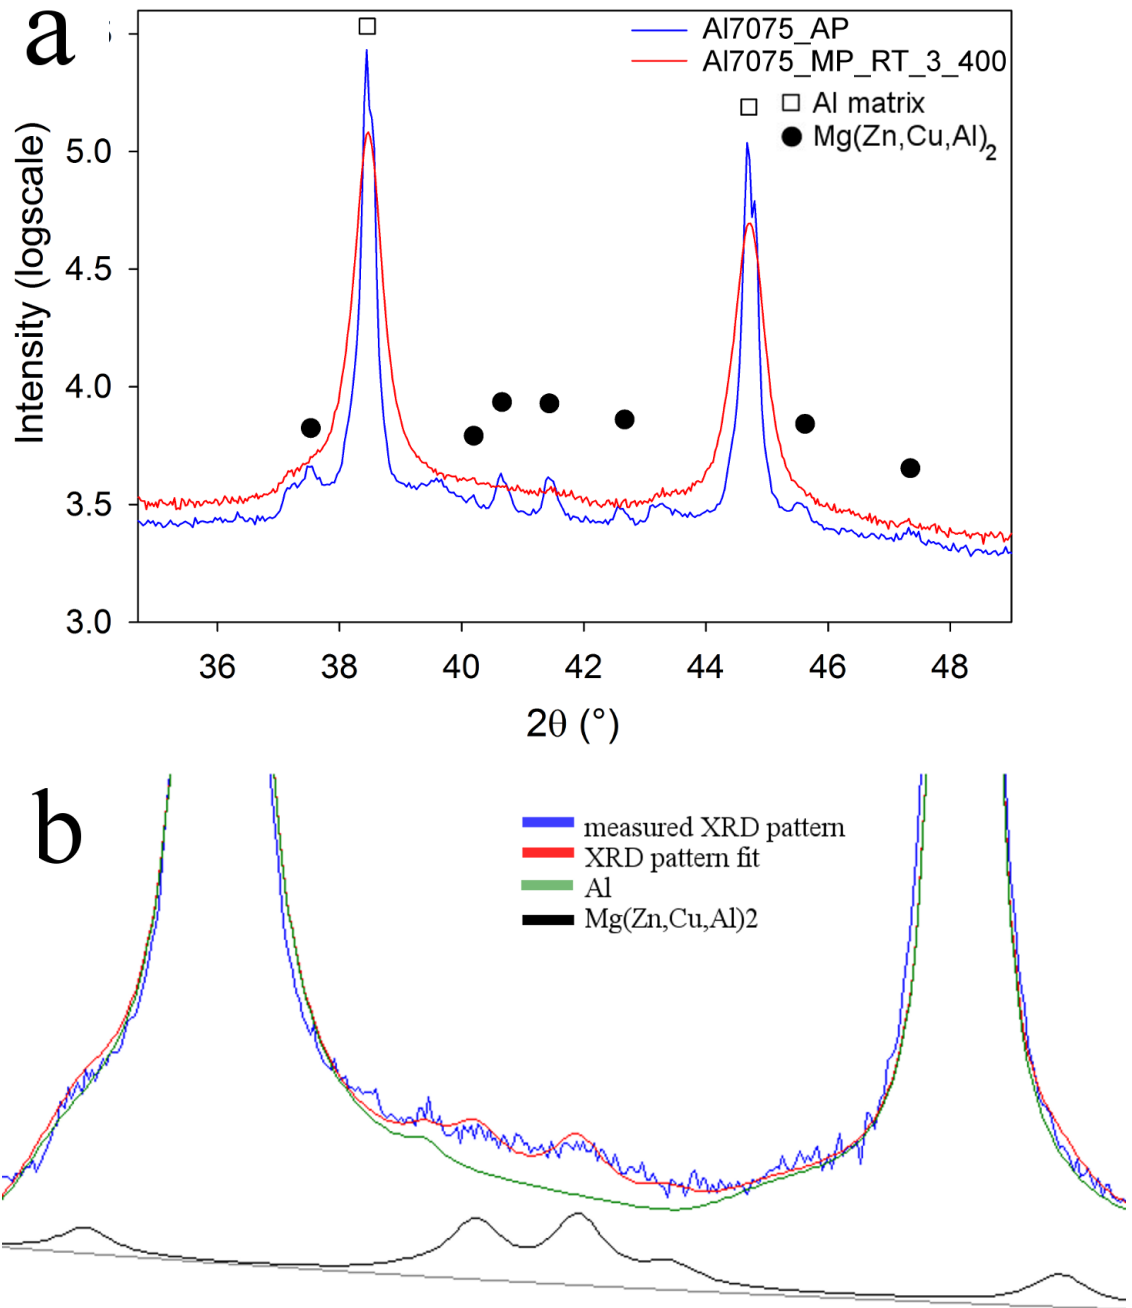 a
Al7075_AP
Al7075_MP_RT_3_400
Al matrix
Mg(Zn,Cu,Al)2
Intensity (logscale)
5.0
4.5
4.0
3.5
3.0
36 38 40 42 44 46 48
2θ (°)
b
measured XRD pattern
XRD pattern fit
Al
Mg(Zn,Cu,Al)2